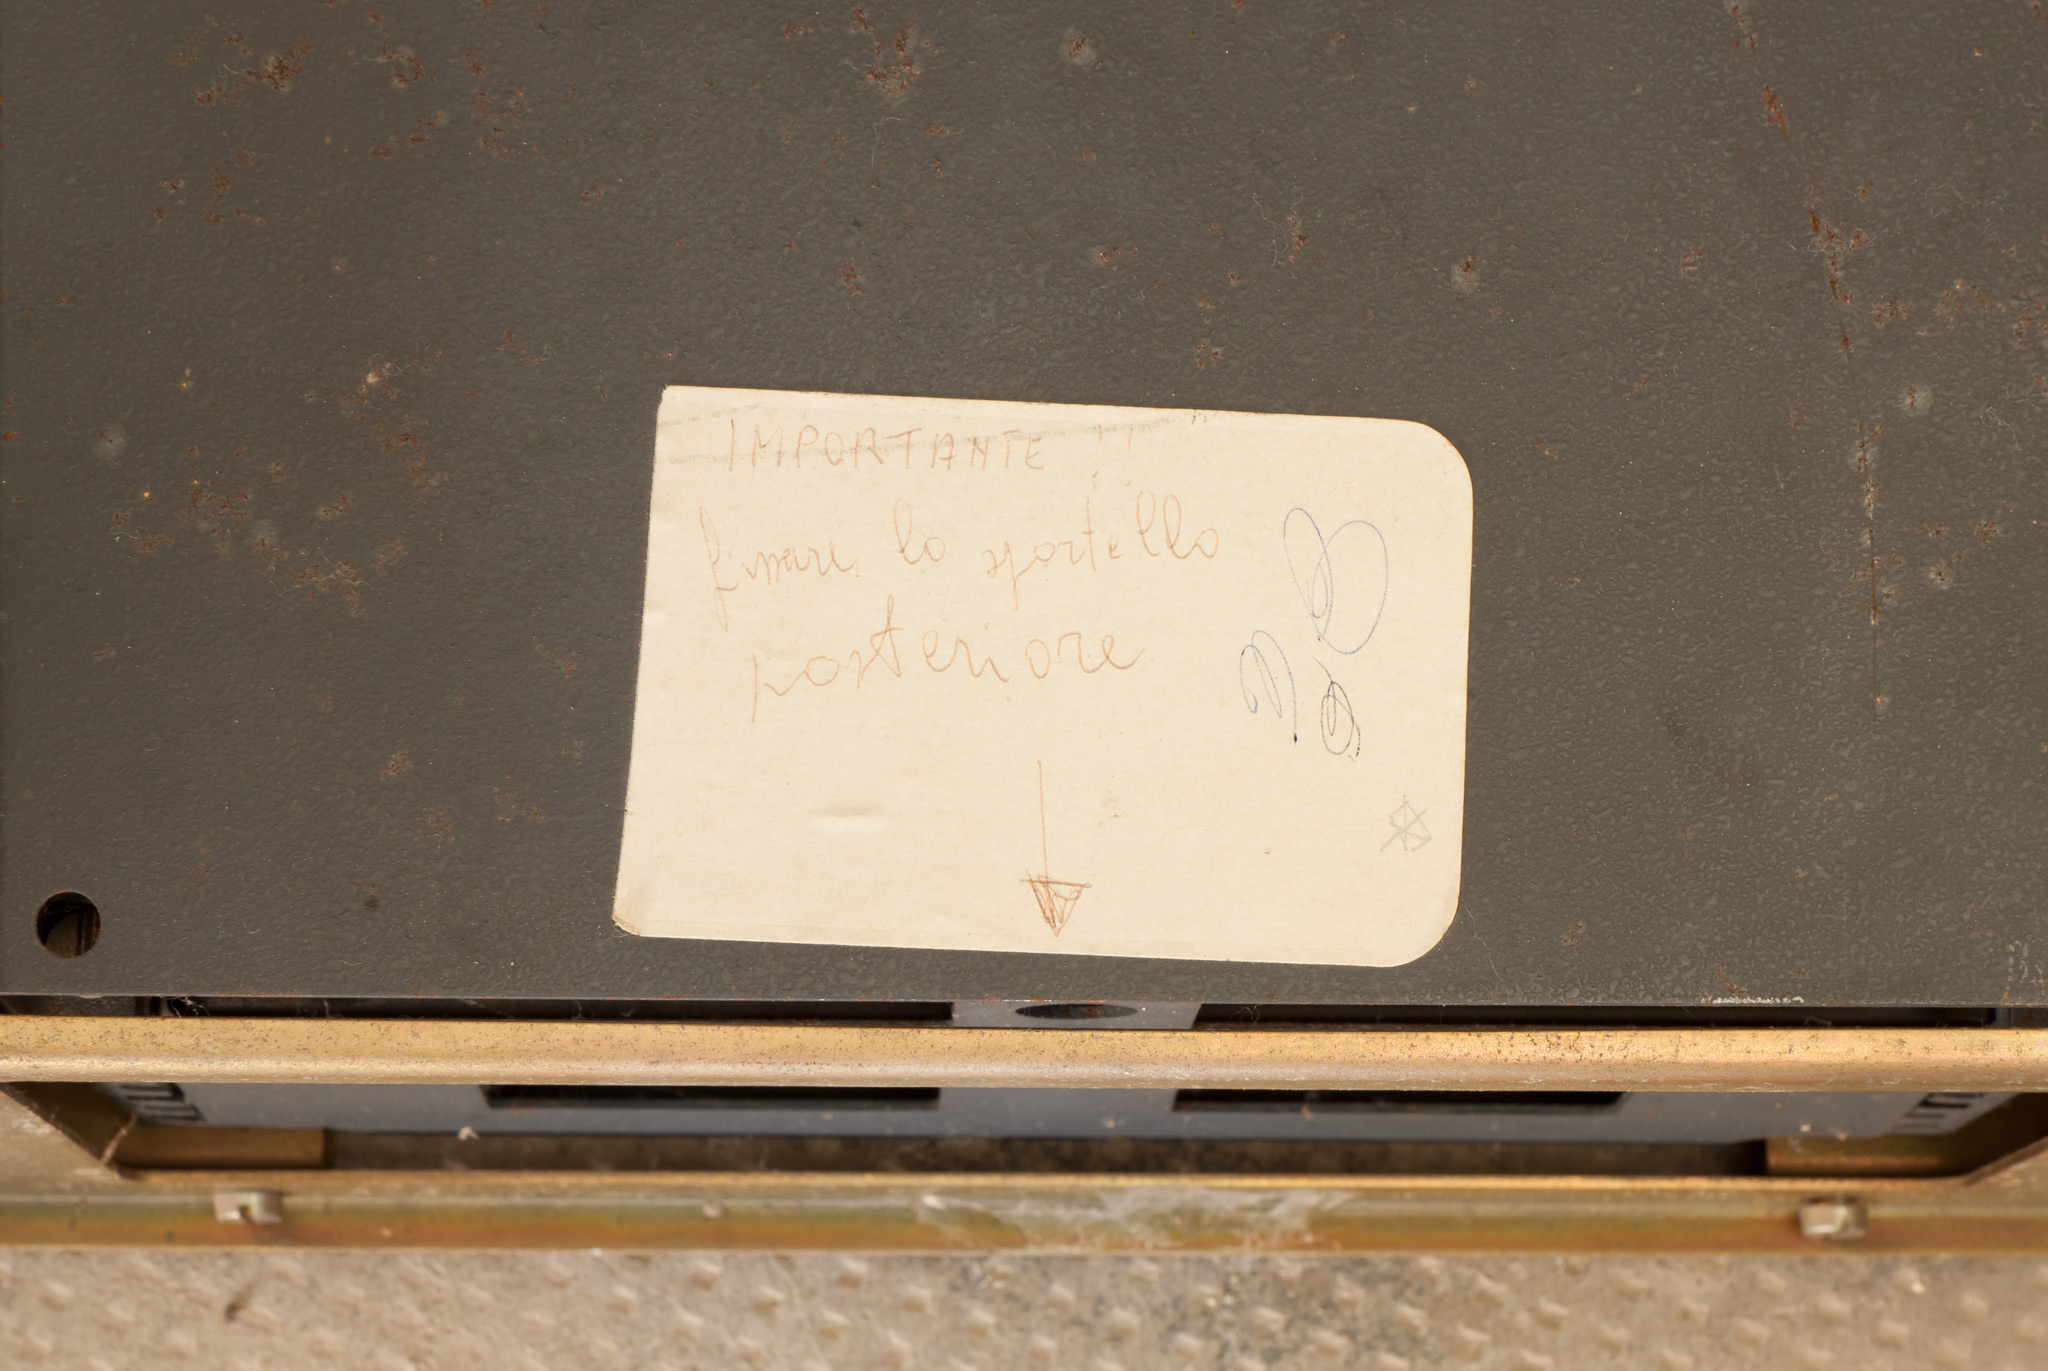 IMPORTANTE !!
fissare lo sportello
posteriore